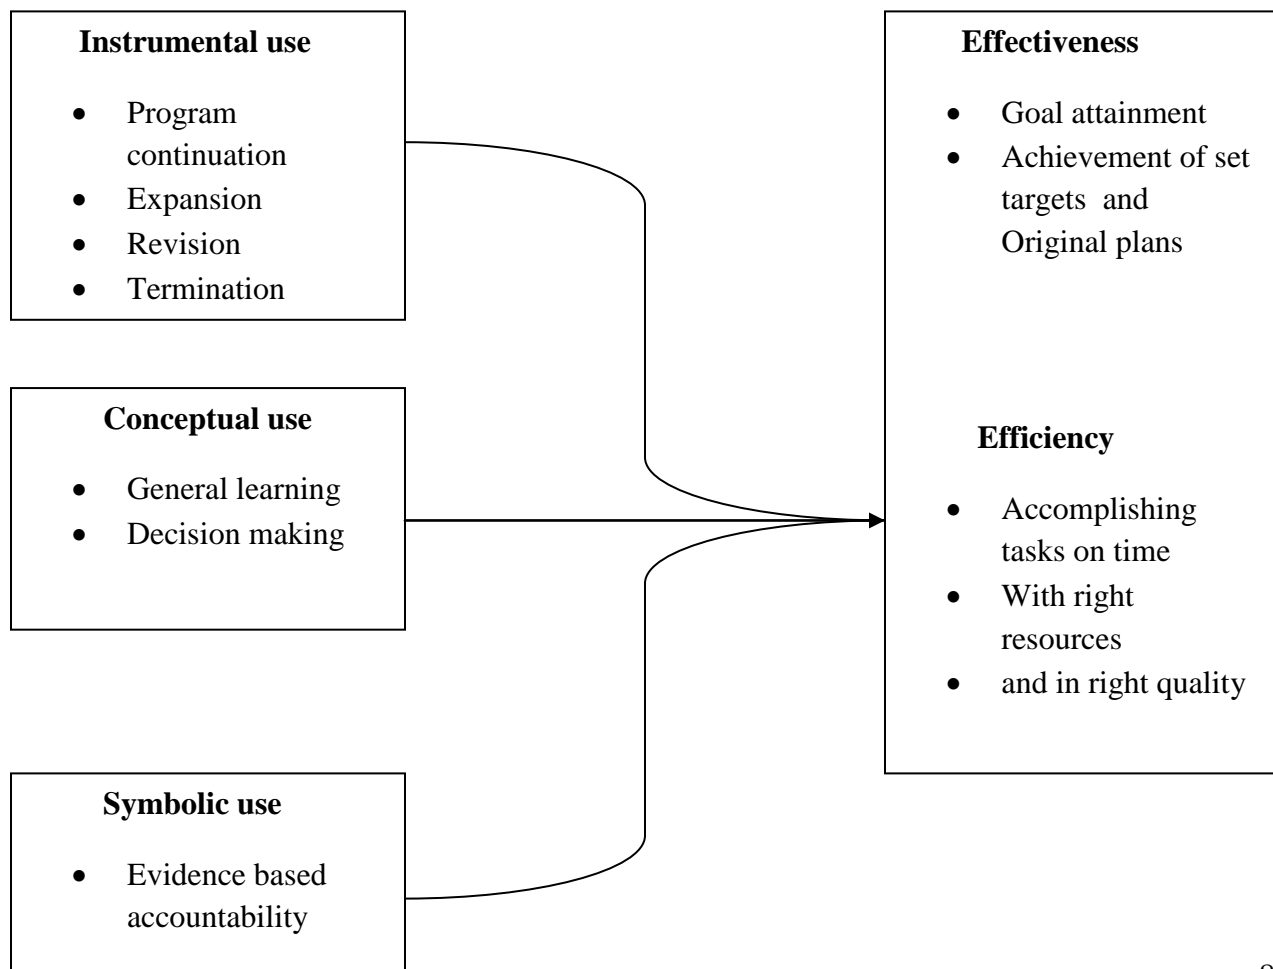 Instrumental use
• Program
continuation
• Expansion
• Revision
• Termination
Conceptual use
• General learning
• Decision making
Symbolic use
• Evidence based
accountability
Effectiveness
• Goal attainment
• Achievement of set
targets and
Original plans
Efficiency
• Accomplishing
tasks on time
• With right
resources
• and in right quality